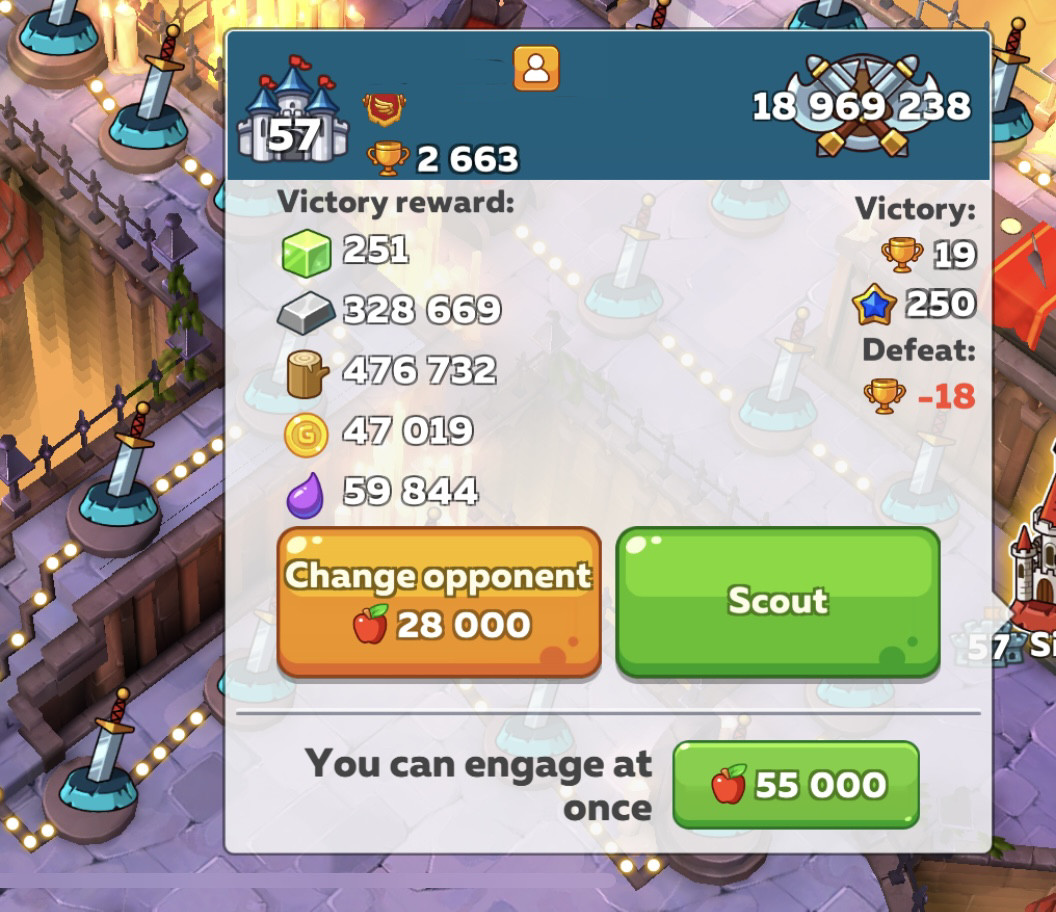 57
2 663
18 969 238
Victory reward:
251
328 669
476 732
47 019
59 844
Victory:
19
250
Defeat:
-18
Change opponent
28 000
Scout
You can engage at
once
55 000
57 Si